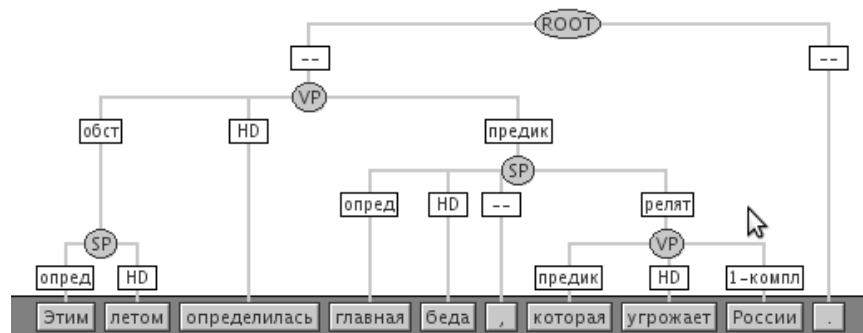 ROOT
-- --
VP
обст HD предик
SP
опред HD -- релят
SP VP
опред HD предик HD 1-компл
Этим летом определилась главная беда , которая угрожает России .